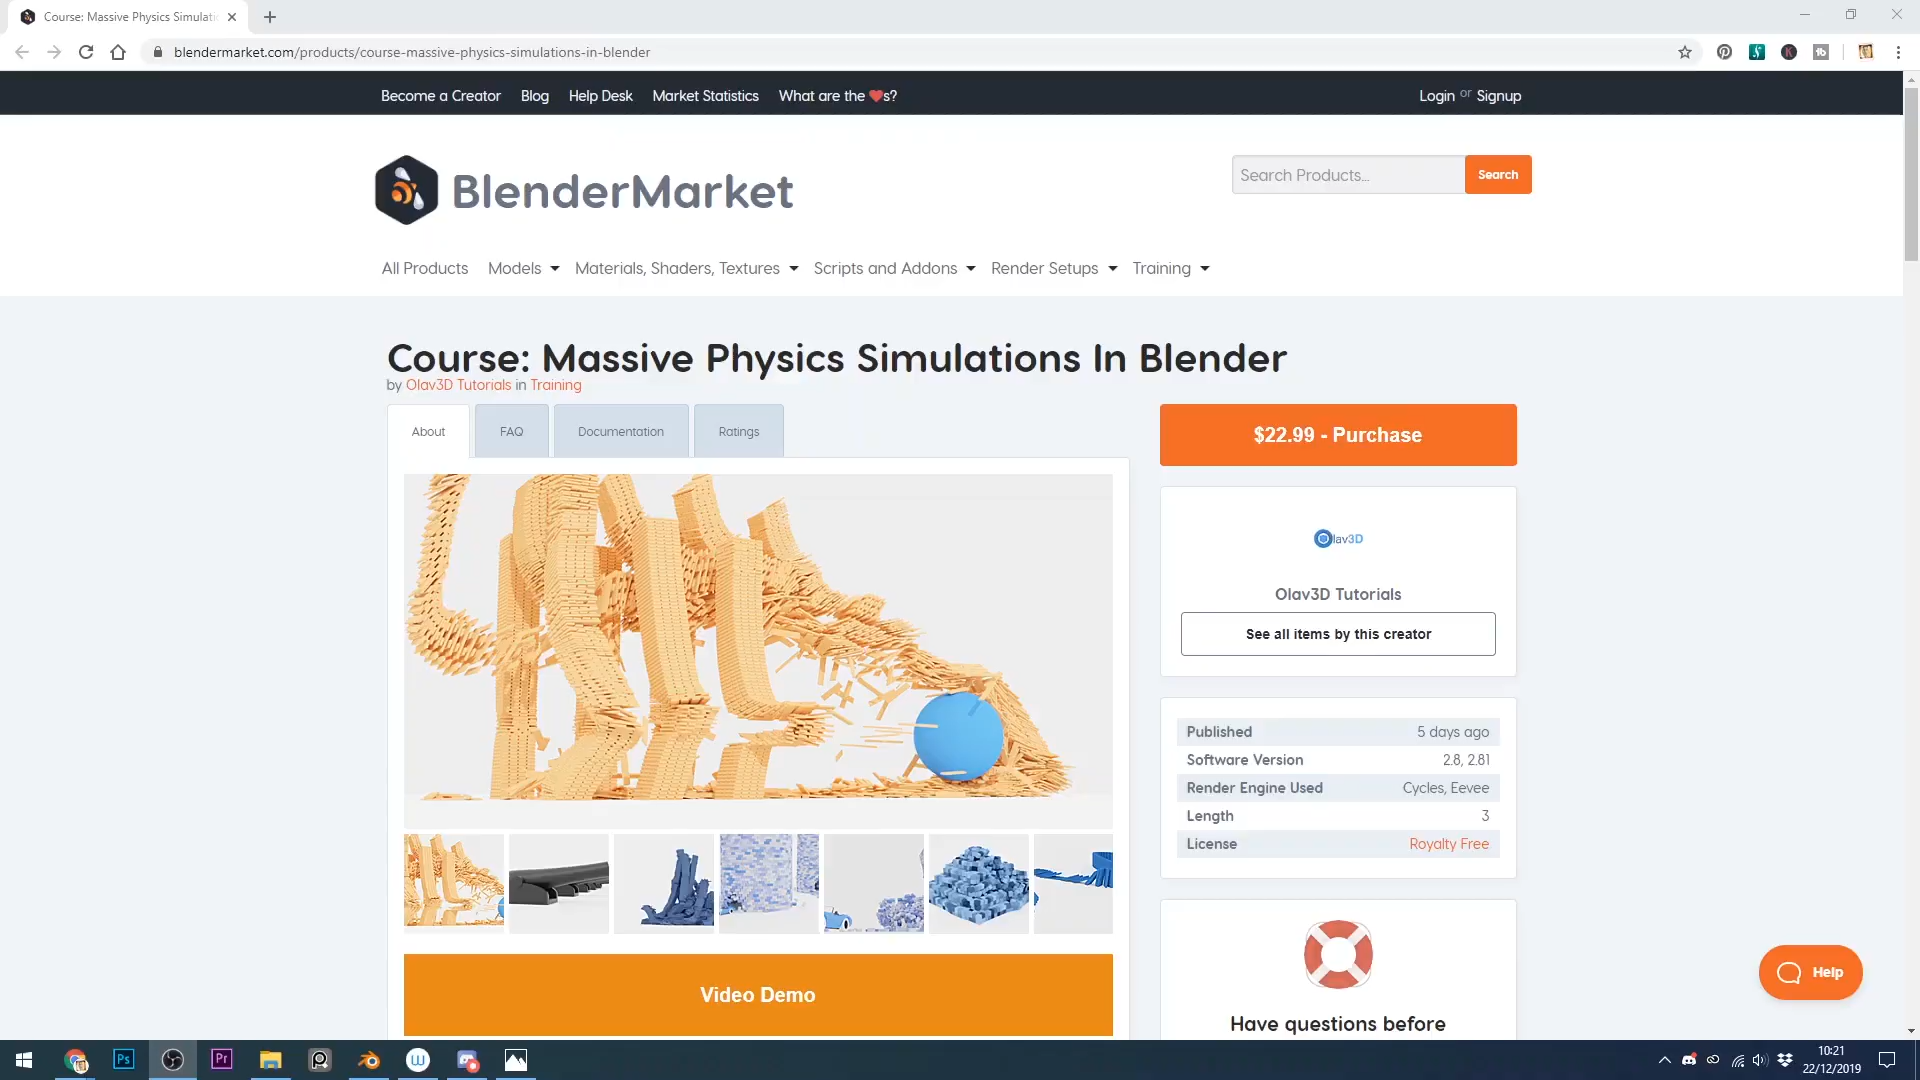 Course: Massive Physics Simulati
blendermarket.com/products/course-massive-physics-simulations-in-blender
Become a Creator Blog Help Desk Market Statistics What are the ❤s? Login or Signup
BlenderMarket
Search Products... Search
All Products Models Materials, Shaders, Textures Scripts and Addons Render Setups Training
Course: Massive Physics Simulations In Blender
by Olav3D Tutorials in Training
About FAQ Documentation Ratings
$22.99 - Purchase
Olav3D
Olav3D Tutorials
See all items by this creator
Published 5 days ago
Software Version 2.8, 2.81
Render Engine Used Cycles, Eevee
Length 3
License Royalty Free
Video Demo
Have questions before
Help
Ps
Pr
10:21
22/12/2019